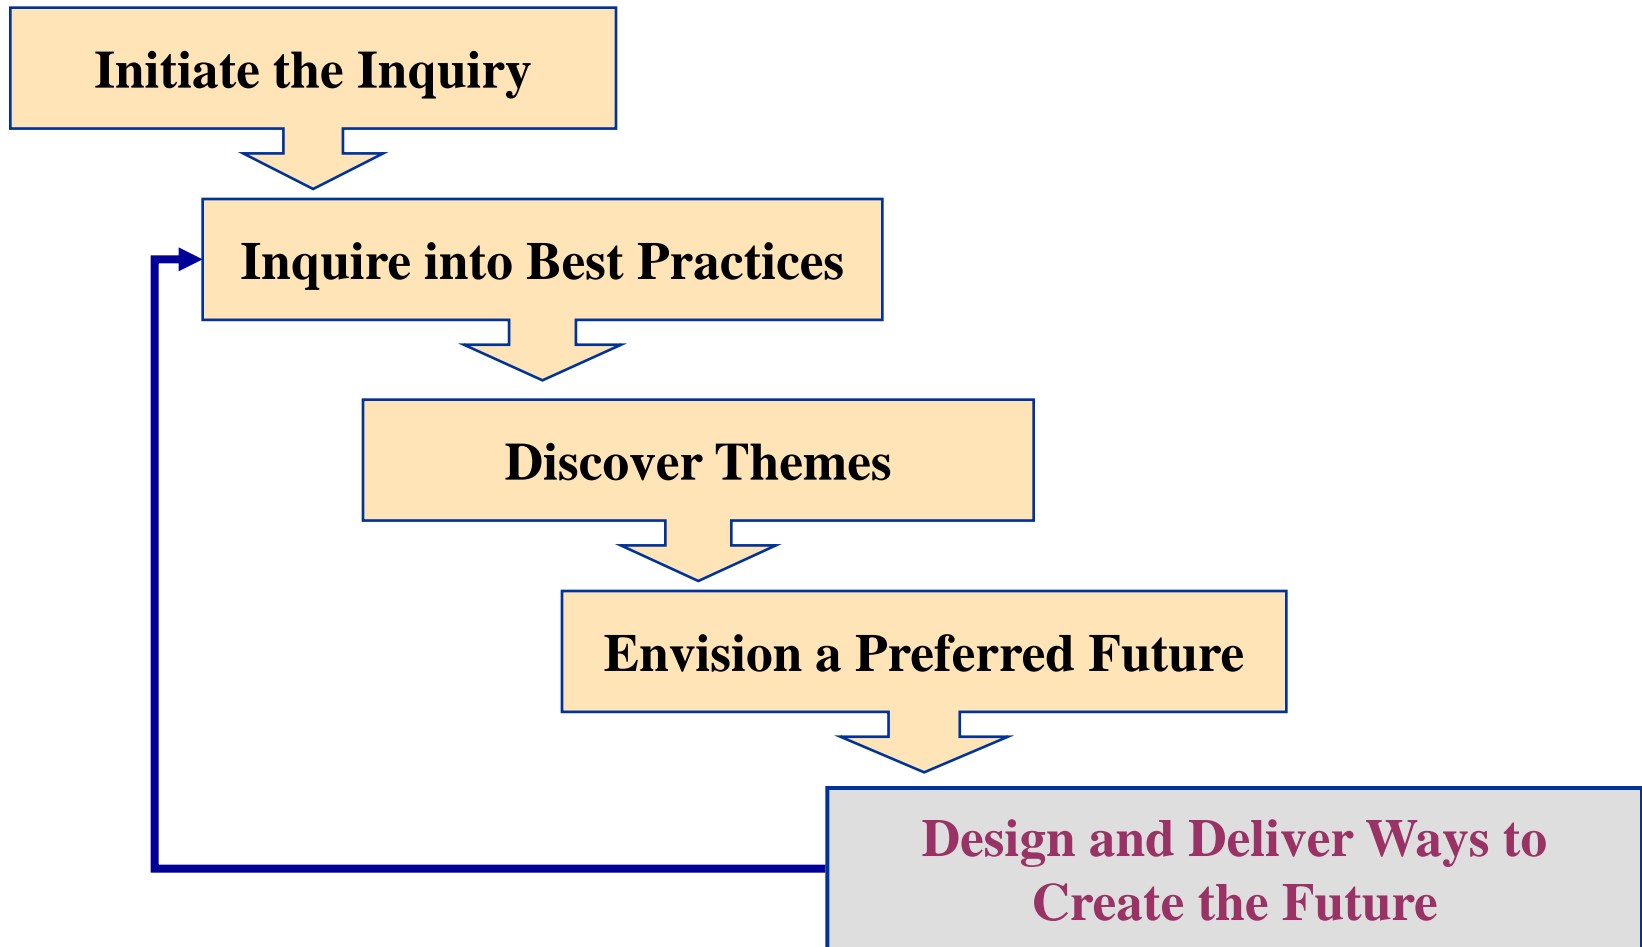 Initiate the Inquiry
Inquire into Best Practices
Discover Themes
Envision a Preferred Future
Design and Deliver Ways to
Create the Future